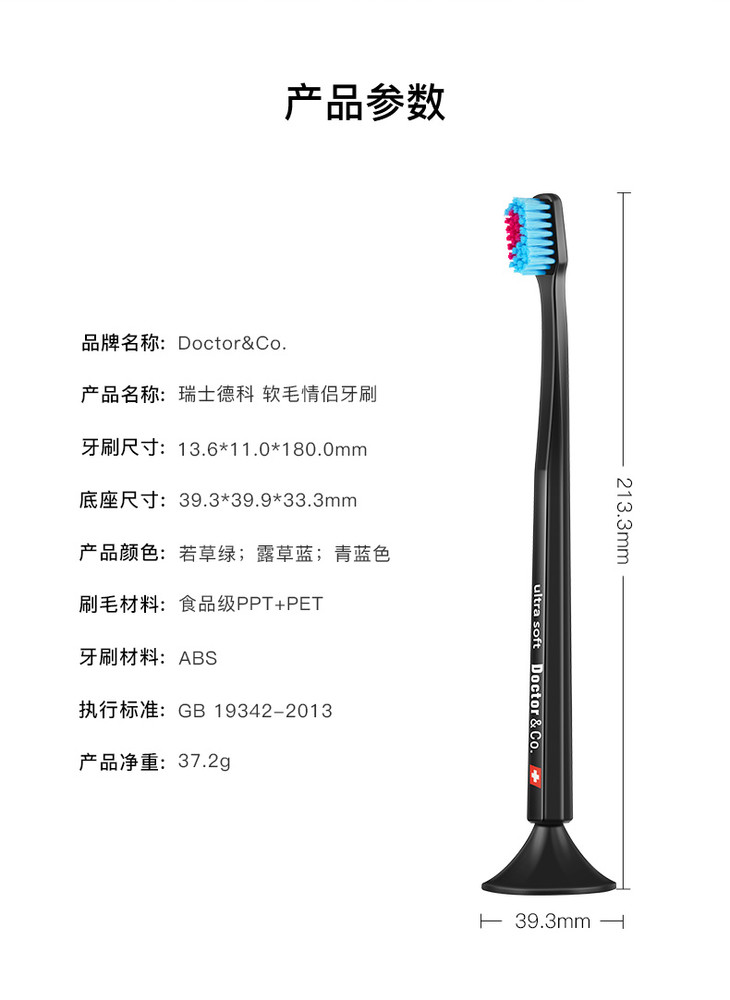 产品参数
品牌名称: Doctor&Co.
产品名称: 瑞士德科 软毛情侣牙刷
牙刷尺寸: 13.6*11.0*180.0mm
底座尺寸: 39.3*39.9*33.3mm
产品颜色: 若草绿；露草蓝；青蓝色
刷毛材料: 食品级PPT+PET
牙刷材料: ABS
执行标准: GB 19342-2013
产品净重: 37.2g
213.3mm
ultra soft Doctor&Co.
39.3mm